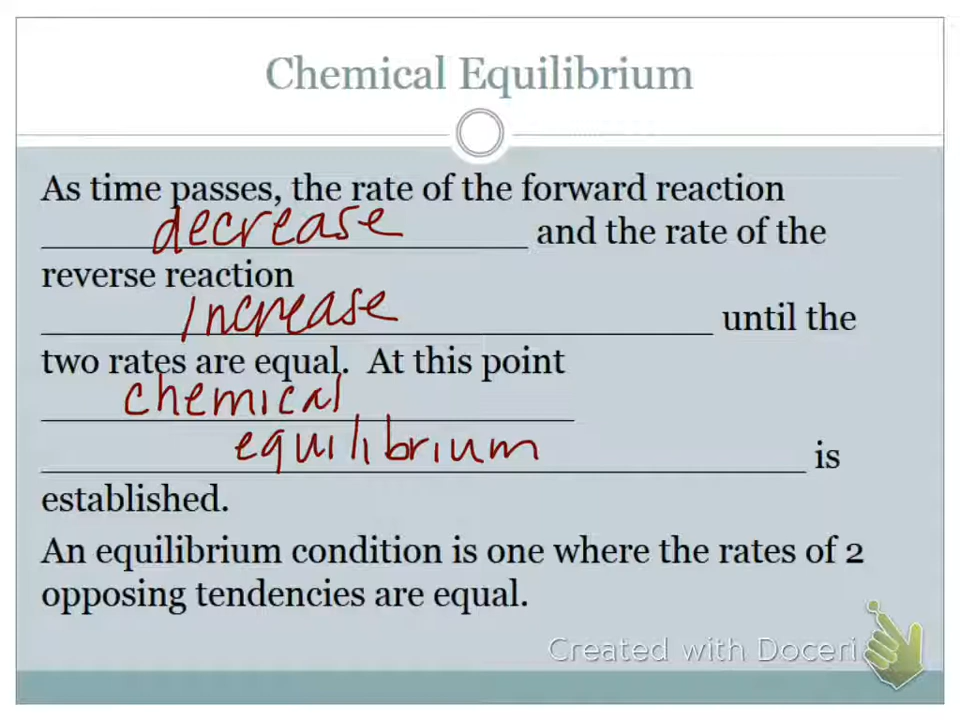 Chemical Equilibrium
As time passes, the rate of the forward reaction
decrease and the rate of the
reverse reaction
increase until the
two rates are equal. At this point
chemical
equilibrium is
established.
An equilibrium condition is one where the rates of 2
opposing tendencies are equal.
Created with Doceri